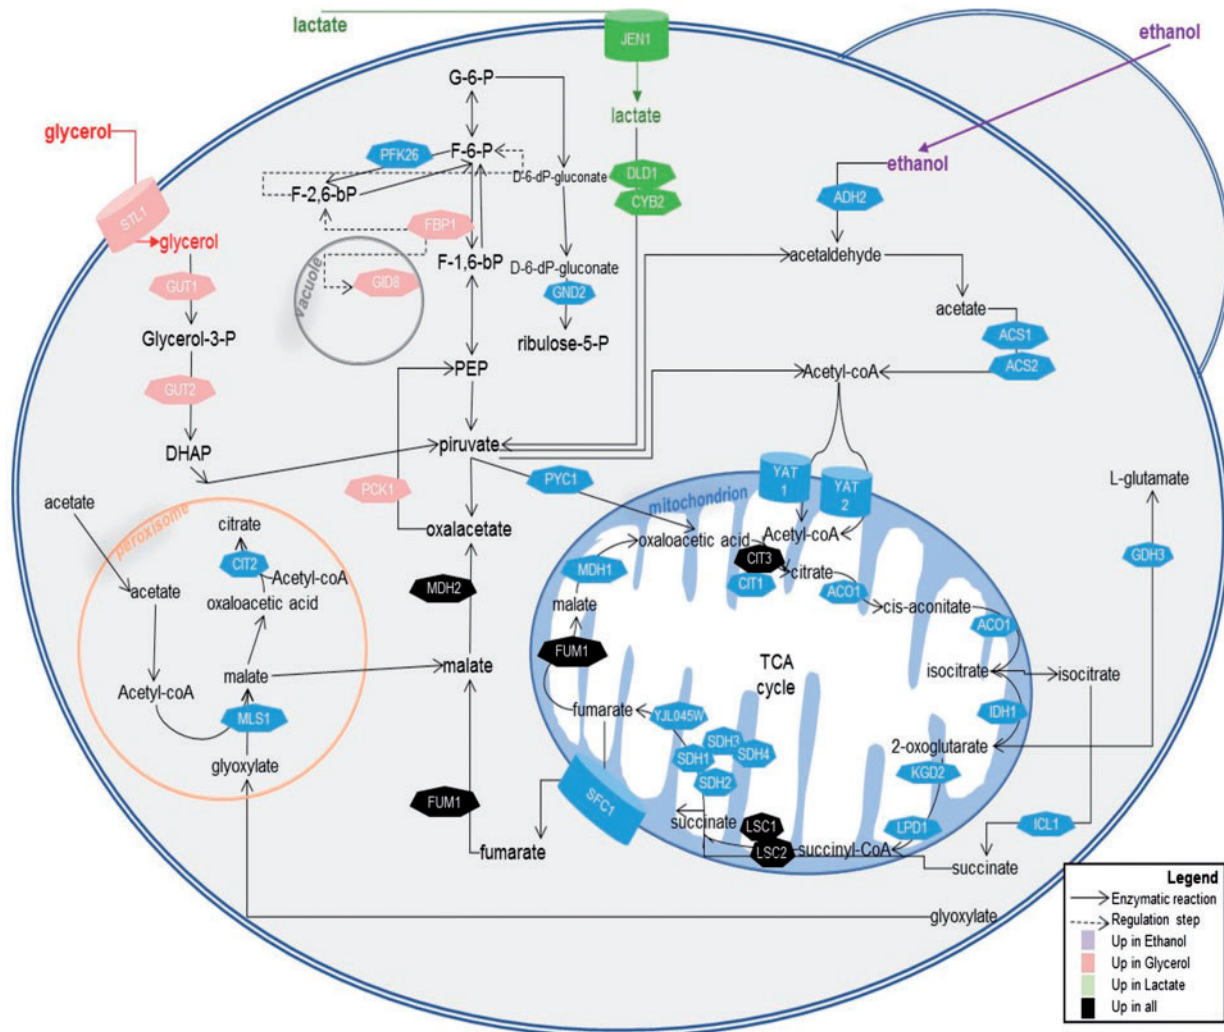 lactate
JEN1
ethanol
G-6-P
lactate
glycerol
PFK26
F-6-P
ethanol
F-2,6-bP
D-6-dP-gluconate
DLD1
CYB2
ADH2
STL1
FBP1
glycerol
acetaldehyde
F-1,6-bP
D-6-dP-gluconate
GUT1
vacuole
GID8
GND2
acetate
Glycerol-3-P
ribulose-5-P
ACS1
ACS2
PEP
Acetyl-coA
GUT2
DHAP
piruvate
PCK1
PYC1
YAT
1
YAT
2
L-glutamate
acetate
mitochondrion
peroxisome
citrate
oxalacetate
oxaloacetic acid
Acetyl-coA
CIT2
Acetyl-coA
MDH1
CIT3
citrate
GDH3
acetate
oxaloacetic acid
MDH2
CIT1
ACO1
malate
cis-aconitate
ACO1
FUM1
malate
malate
TCA
cycle
isocitrate
isocitrate
Acetyl-coA
MLS1
fumarate
YJL045W
IDH1
SDH3
SDH4
SDH1
2-oxoglutarate
glyoxylate
SDH2
KGD2
SFC1
FUM1
succinate
LSC1
LPD1
ICL1
fumarate
LSC2
succinyl-CoA
succinate
glyoxylate
Legend
Enzymatic reaction
Regulation step
Up in Ethanol
Up in Glycerol
Up in Lactate
Up in all